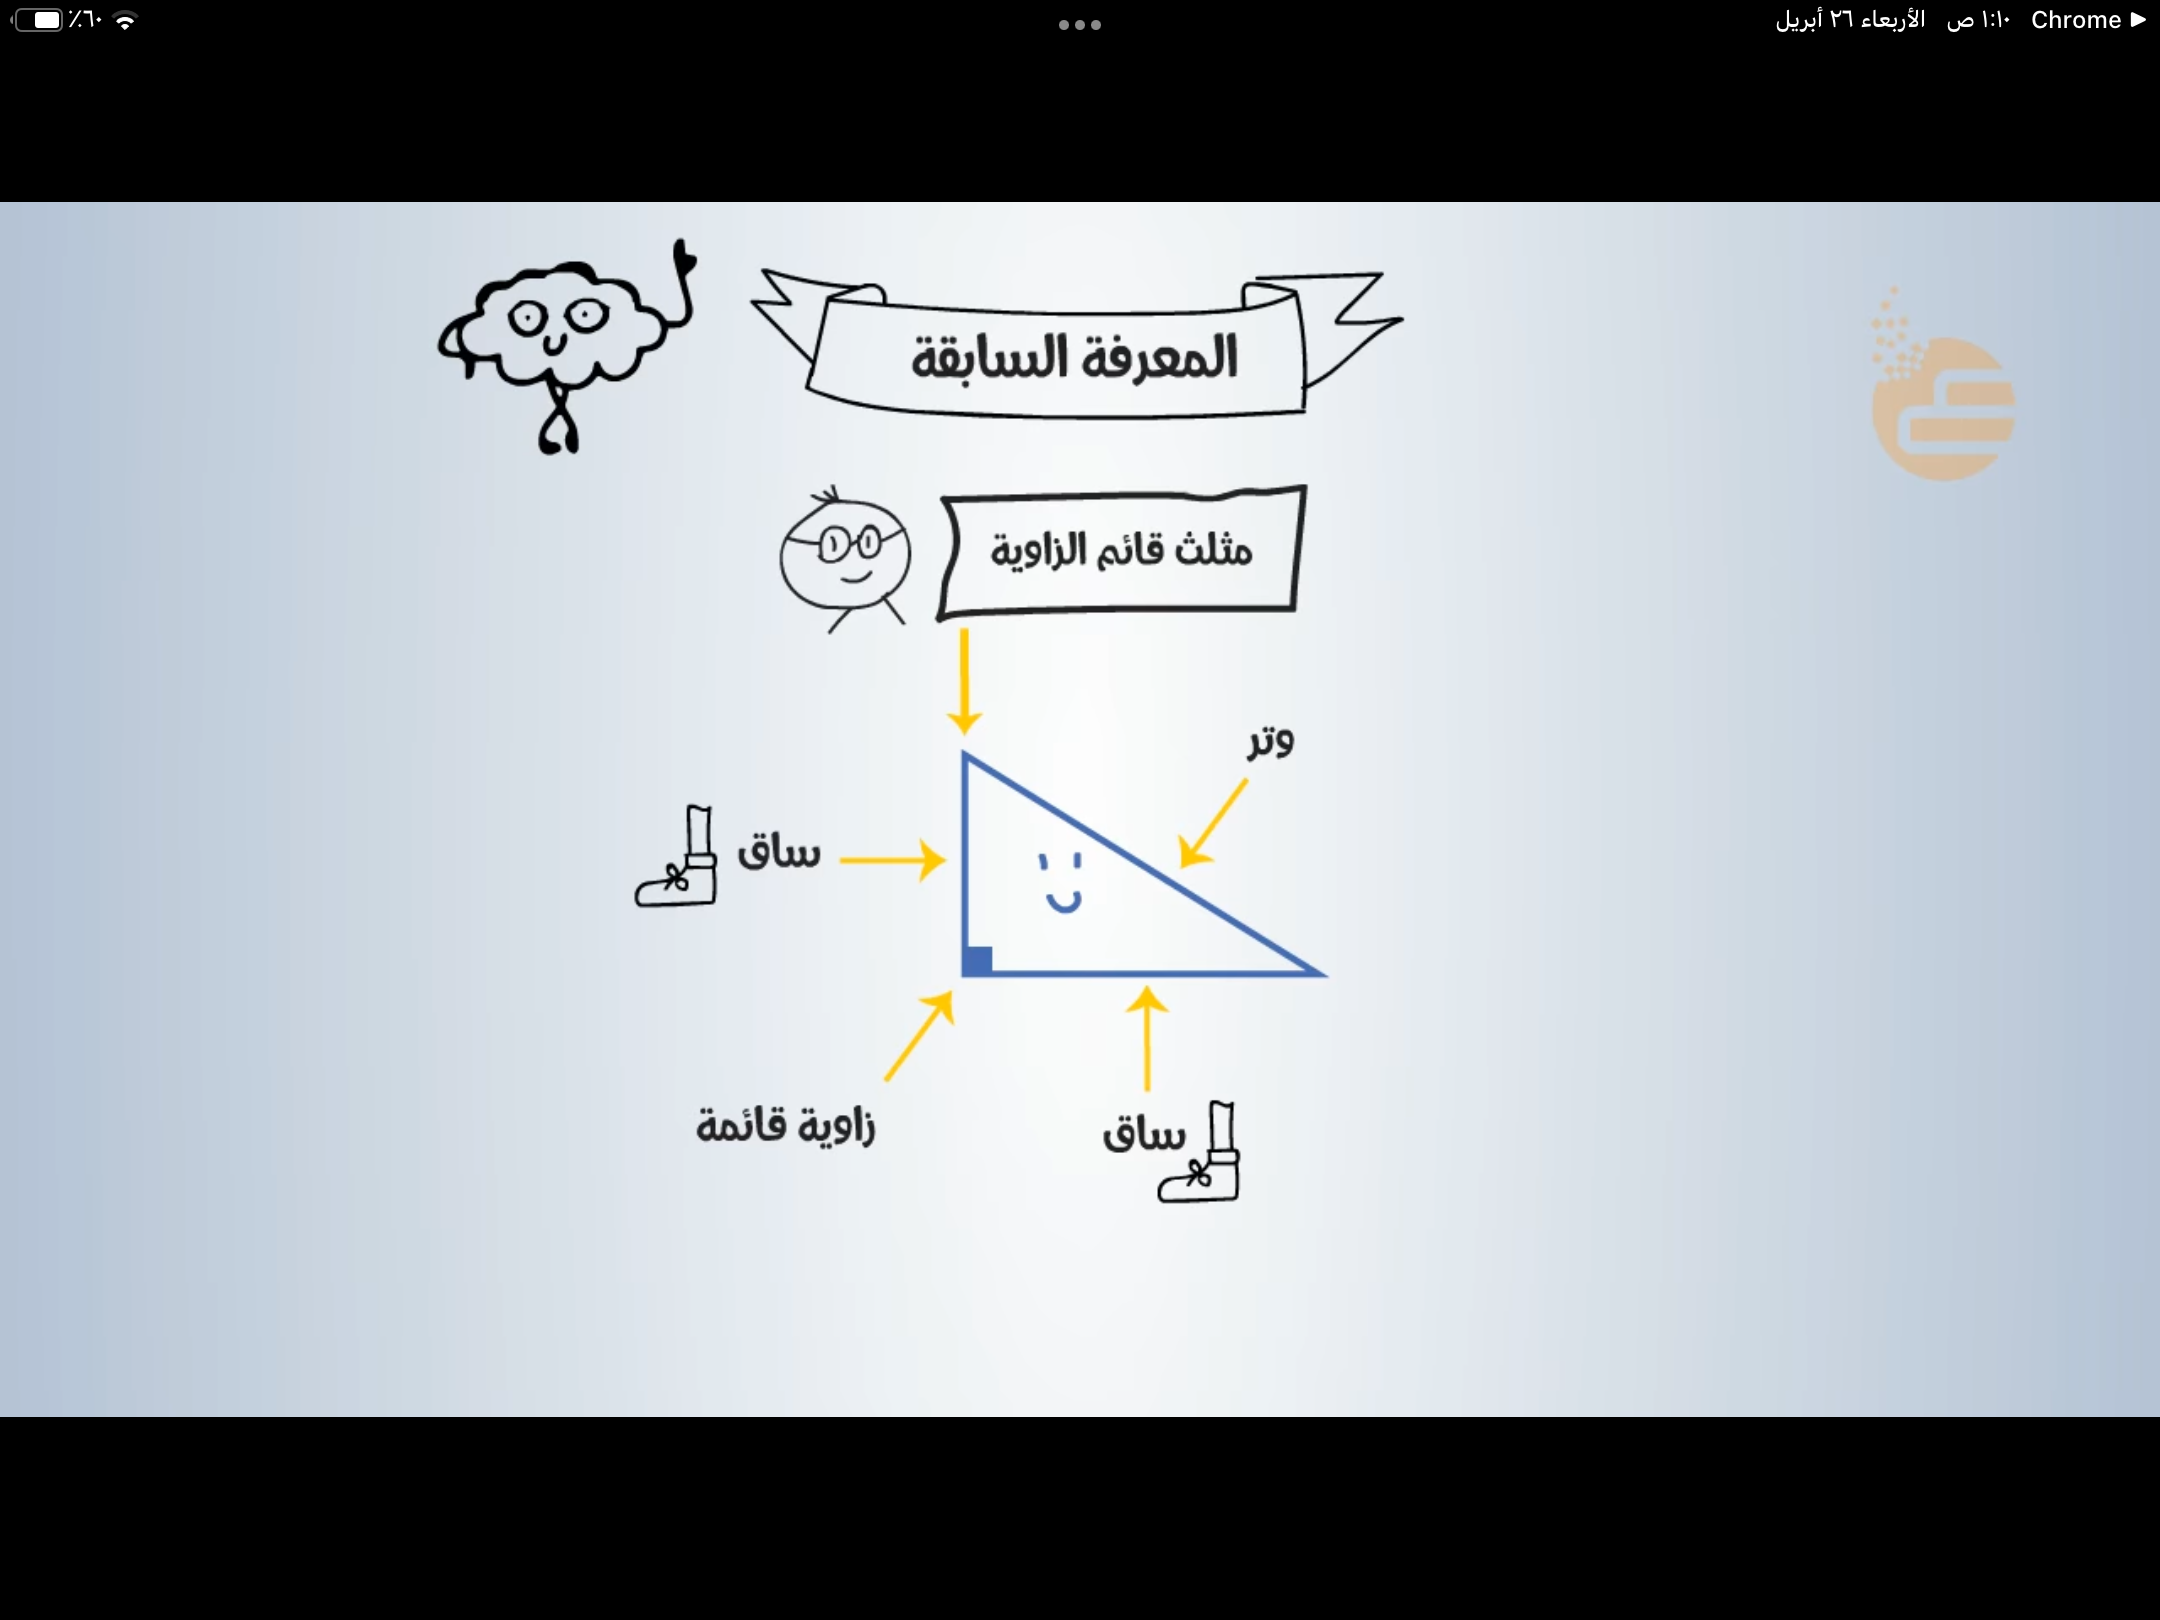 ٪٦٠
Chrome ١:١٠ ص الأربعاء ٢٦ أبريل
المعرفة السابقة
مثلث قائم الزاوية
وتر
ساق
زاوية قائمة
ساق